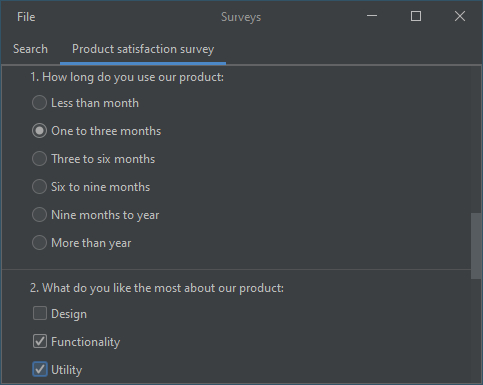 File Surveys
Search Product satisfaction survey
1. How long do you use our product:
Less than month
One to three months
Three to six months
Six to nine months
Nine months to year
More than year
2. What do you like the most about our product:
Design
Functionality
Utility